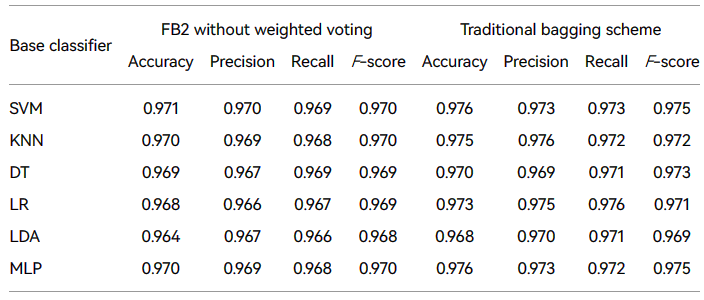 Base classifier FB2 without weighted voting Traditional bagging scheme
Accuracy Precision Recall F-score Accuracy Precision Recall F-score
SVM 0.971 0.970 0.969 0.970 0.976 0.973 0.973 0.975
KNN 0.970 0.969 0.968 0.970 0.975 0.976 0.972 0.972
DT 0.969 0.967 0.969 0.969 0.970 0.969 0.971 0.973
LR 0.968 0.966 0.967 0.969 0.973 0.975 0.976 0.971
LDA 0.964 0.967 0.966 0.968 0.968 0.970 0.971 0.969
MLP 0.970 0.969 0.968 0.970 0.976 0.973 0.972 0.975